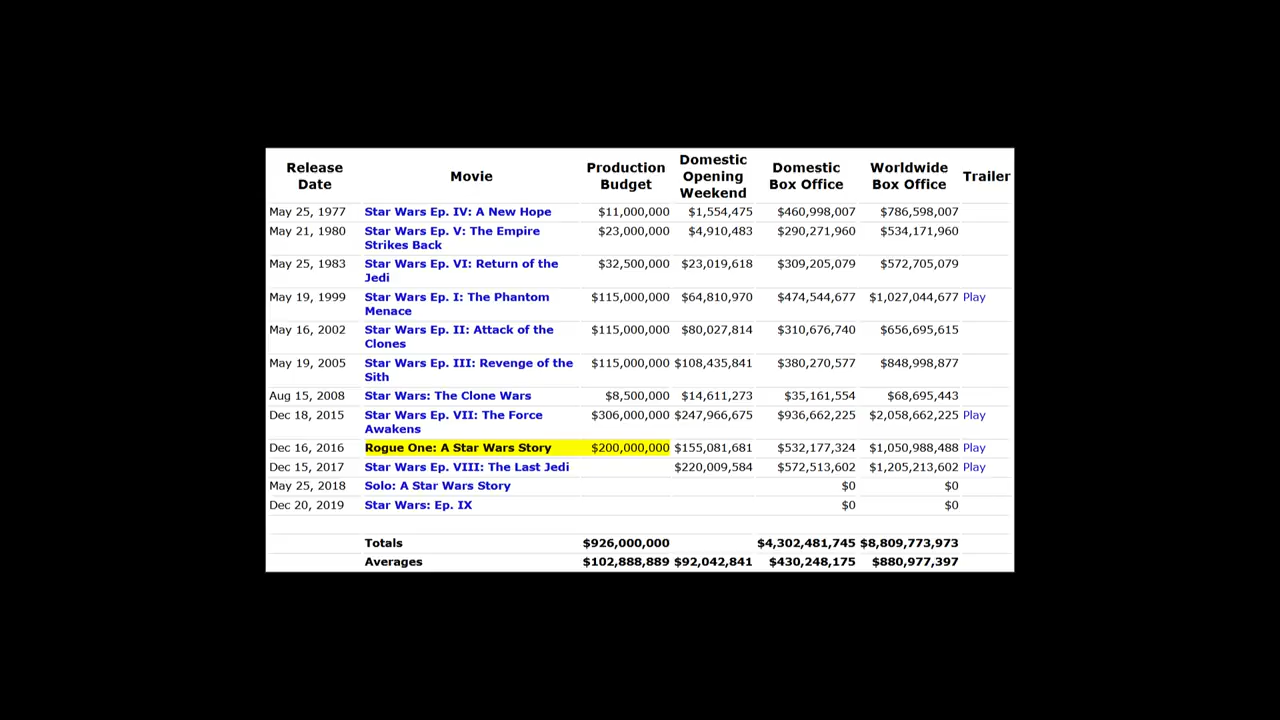 Release Date Movie Production Budget Domestic Opening Weekend Domestic Box Office Worldwide Box Office Trailer
May 25, 1977 Star Wars Ep. IV: A New Hope $11,000,000 $1,554,475 $460,998,007 $786,598,007
May 21, 1980 Star Wars Ep. V: The Empire $23,000,000 $4,910,483 $290,271,960 $534,171,960
Strikes Back
May 25, 1983 Star Wars Ep. VI: Return of the $32,500,000 $23,019,618 $309,205,079 $572,705,079
Jedi
May 19, 1999 Star Wars Ep. I: The Phantom $115,000,000 $64,810,970 $474,544,677 $1,027,044,677 Play
Menace
May 16, 2002 Star Wars Ep. II: Attack of the $115,000,000 $80,027,814 $310,676,740 $656,695,615
Clones
May 19, 2005 Star Wars Ep. III: Revenge of the $115,000,000 $108,435,841 $380,270,577 $848,998,877
Sith
Aug 15, 2008 Star Wars: The Clone Wars $8,500,000 $14,611,273 $35,161,554 $68,695,443
Dec 18, 2015 Star Wars Ep. VII: The Force $306,000,000 $247,966,675 $936,662,225 $2,058,662,225 Play
Awakens
Dec 16, 2016 Rogue One: A Star Wars Story $200,000,000 $155,081,681 $532,177,324 $1,050,988,488 Play
Dec 15, 2017 Star Wars Ep. VIII: The Last Jedi $220,009,584 $572,513,602 $1,205,213,602 Play
May 25, 2018 Solo: A Star Wars Story $0 $0
Dec 20, 2019 Star Wars: Ep. IX $0 $0
Totals $926,000,000 $4,302,481,745 $8,809,773,973
Averages $102,888,889 $92,042,841 $430,248,175 $880,977,397